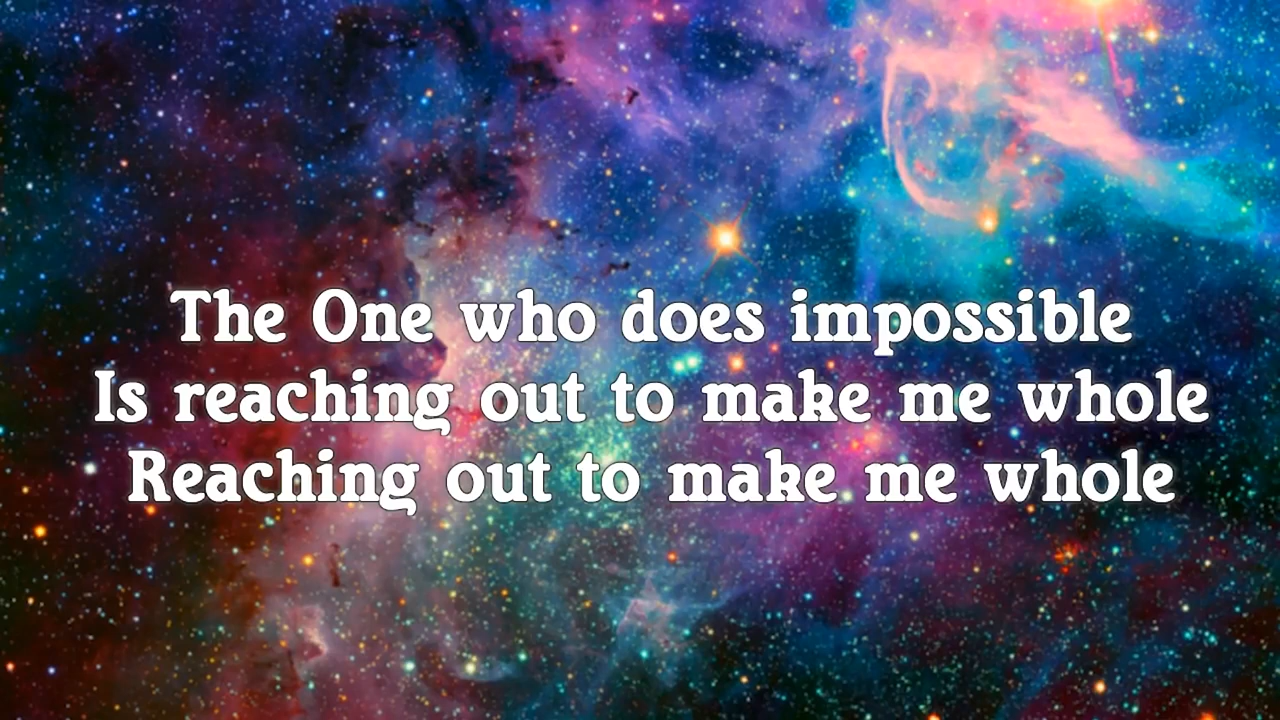 The One who does impossible
Is reaching out to make me whole
Reaching out to make me whole